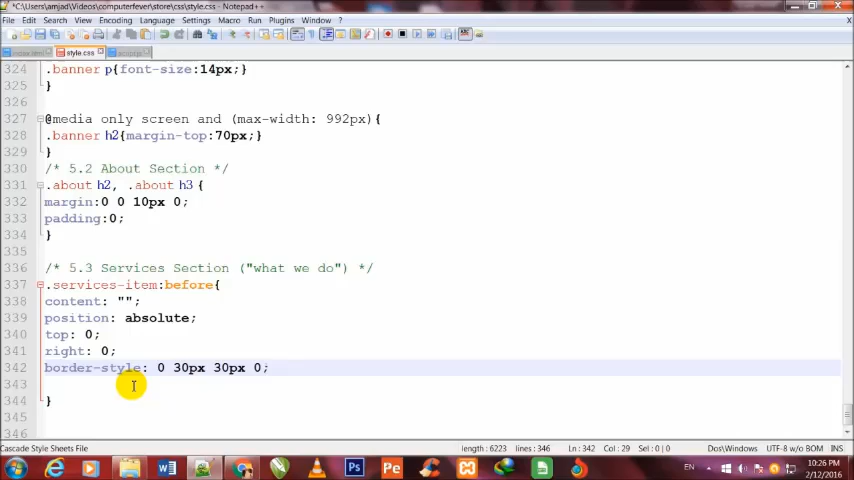 *C:\Users\amjad\Videos\computerfever\store\css\style.css - Notepad++
File Edit Search View Encoding Language Settings Macro Run Plugins Window ?
style.css
324 .banner p{font-size:14px;}
325 }
326
327 @media only screen and (max-width: 992px){
328 .banner h2{margin-top:70px;}
329 }
330 /* 5.2 About Section */
331 .about h2, .about h3 {
332 margin:0 0 10px 0;
333 padding:0;
334 }
335
336 /* 5.3 Services Section ("what we do") */
337 .services-item:before{
338 content: "";
339 position: absolute;
340 top: 0;
341 right: 0;
342 border-style: 0 30px 30px 0;
343
344 }
345
346
Cascade Style Sheets File length : 6223 lines : 346 Ln : 342 Col : 29 Sel : 0 | 0 Dos\Windows UTF-8 w/o BOM INS
EN 10:26 PM
2/12/2016